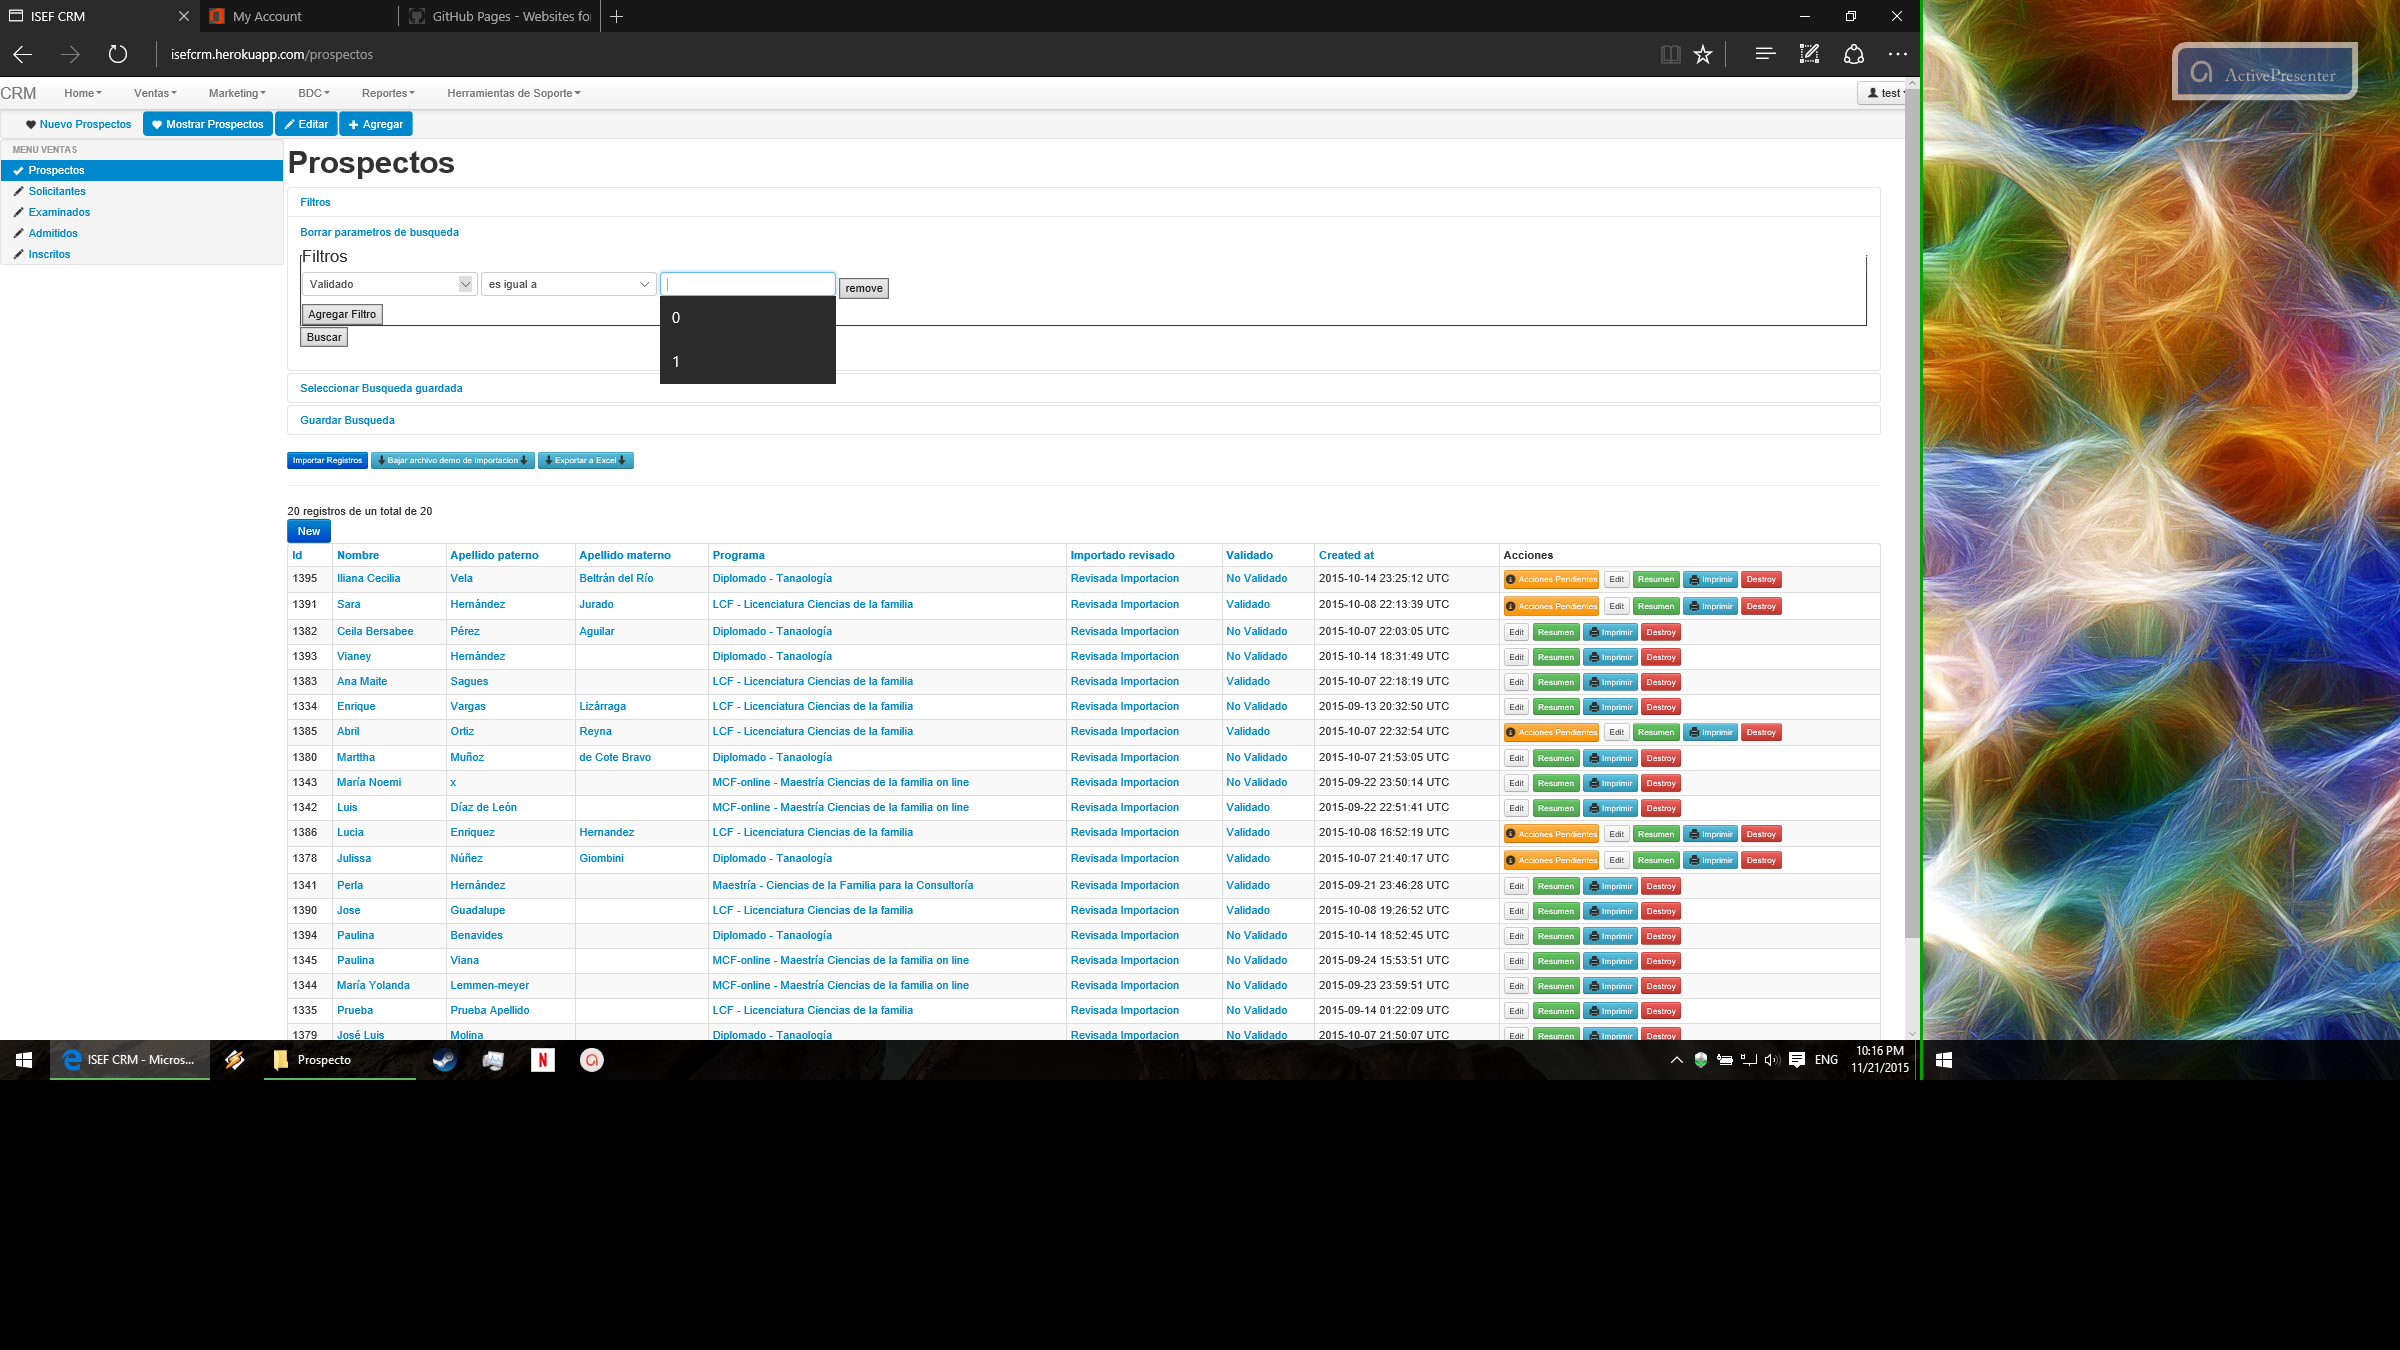 ISEF CRM
My Account
GitHub Pages - Websites fo
isefcrm.herokuapp.com/prospectos
ActivePresenter
CRM
Home
Ventas
Marketing
BDC
Reportes
Herramientas de Soporte
test
Nuevo Prospectos
Mostrar Prospectos
Editar
Agregar
MENU VENTAS
Prospectos
Solicitantes
Examinados
Admitidos
Inscritos
Prospectos
Filtros
Borrar parametros de busqueda
Filtros
Validado
es igual a
remove
0
1
Agregar Filtro
Buscar
Seleccionar Busqueda guardada
Guardar Busqueda
Importar Registros
Bajar archivo demo de importacion
Exportar a Excel
20 registros de un total de 20
New
Id Nombre Apellido paterno Apellido materno Programa Importado revisado Validado Created at Acciones
1395 Iliana Cecilia Vela Beltrán del Río Diplomado - Tanaología Revisada Importacion No Validado 2015-10-14 23:25:12 UTC Acciones Pendientes Edit Resumen Imprimir Destroy
1391 Sara Hernández Jurado LCF - Licenciatura Ciencias de la familia Revisada Importacion Validado 2015-10-08 22:13:39 UTC Acciones Pendientes Edit Resumen Imprimir Destroy
1382 Ceila Bersabee Pérez Aguilar Diplomado - Tanaología Revisada Importacion No Validado 2015-10-07 22:03:05 UTC Edit Resumen Imprimir Destroy
1393 Vianey Hernández Diplomado - Tanaología Revisada Importacion No Validado 2015-10-14 18:31:49 UTC Edit Resumen Imprimir Destroy
1383 Ana Maite Sagues LCF - Licenciatura Ciencias de la familia Revisada Importacion Validado 2015-10-07 22:18:19 UTC Edit Resumen Imprimir Destroy
1334 Enrique Vargas Lizárraga LCF - Licenciatura Ciencias de la familia Revisada Importacion No Validado 2015-09-13 20:32:50 UTC Edit Resumen Imprimir Destroy
1385 Abril Ortiz Reyna LCF - Licenciatura Ciencias de la familia Revisada Importacion Validado 2015-10-07 22:32:54 UTC Acciones Pendientes Edit Resumen Imprimir Destroy
1380 Marttha Muñoz de Cote Bravo Diplomado - Tanaología Revisada Importacion No Validado 2015-10-07 21:53:05 UTC Edit Resumen Imprimir Destroy
1343 María Noemi x MCF-online - Maestría Ciencias de la familia on line Revisada Importacion No Validado 2015-09-22 23:50:14 UTC Edit Resumen Imprimir Destroy
1342 Luis Díaz de León MCF-online - Maestría Ciencias de la familia on line Revisada Importacion Validado 2015-09-22 22:51:41 UTC Edit Resumen Imprimir Destroy
1386 Lucia Enriquez Hernandez LCF - Licenciatura Ciencias de la familia Revisada Importacion Validado 2015-10-08 16:52:19 UTC Acciones Pendientes Edit Resumen Imprimir Destroy
1378 Julissa Núñez Giombini Diplomado - Tanaología Revisada Importacion Validado 2015-10-07 21:40:17 UTC Acciones Pendientes Edit Resumen Imprimir Destroy
1341 Perla Hernández Maestría - Ciencias de la Familia para la Consultoría Revisada Importacion Validado 2015-09-21 23:46:28 UTC Edit Resumen Imprimir Destroy
1390 Jose Guadalupe LCF - Licenciatura Ciencias de la familia Revisada Importacion Validado 2015-10-08 19:26:52 UTC Edit Resumen Imprimir Destroy
1394 Paulina Benavides Diplomado - Tanaología Revisada Importacion No Validado 2015-10-14 18:52:45 UTC Edit Resumen Imprimir Destroy
1345 Paulina Viana MCF-online - Maestría Ciencias de la familia on line Revisada Importacion No Validado 2015-09-24 15:53:51 UTC Edit Resumen Imprimir Destroy
1344 María Yolanda Lemmen-meyer MCF-online - Maestría Ciencias de la familia on line Revisada Importacion No Validado 2015-09-23 23:59:51 UTC Edit Resumen Imprimir Destroy
1335 Prueba Prueba Apellido LCF - Licenciatura Ciencias de la familia Revisada Importacion No Validado 2015-09-14 01:22:09 UTC Edit Resumen Imprimir Destroy
1379 José Luis Molina Diplomado - Tanaología Revisada Importacion No Validado 2015-10-07 21:50:07 UTC Edit Resumen Imprimir Destroy
ISEF CRM - Micros...
Prospecto
N
ENG
10:16 PM
11/21/2015